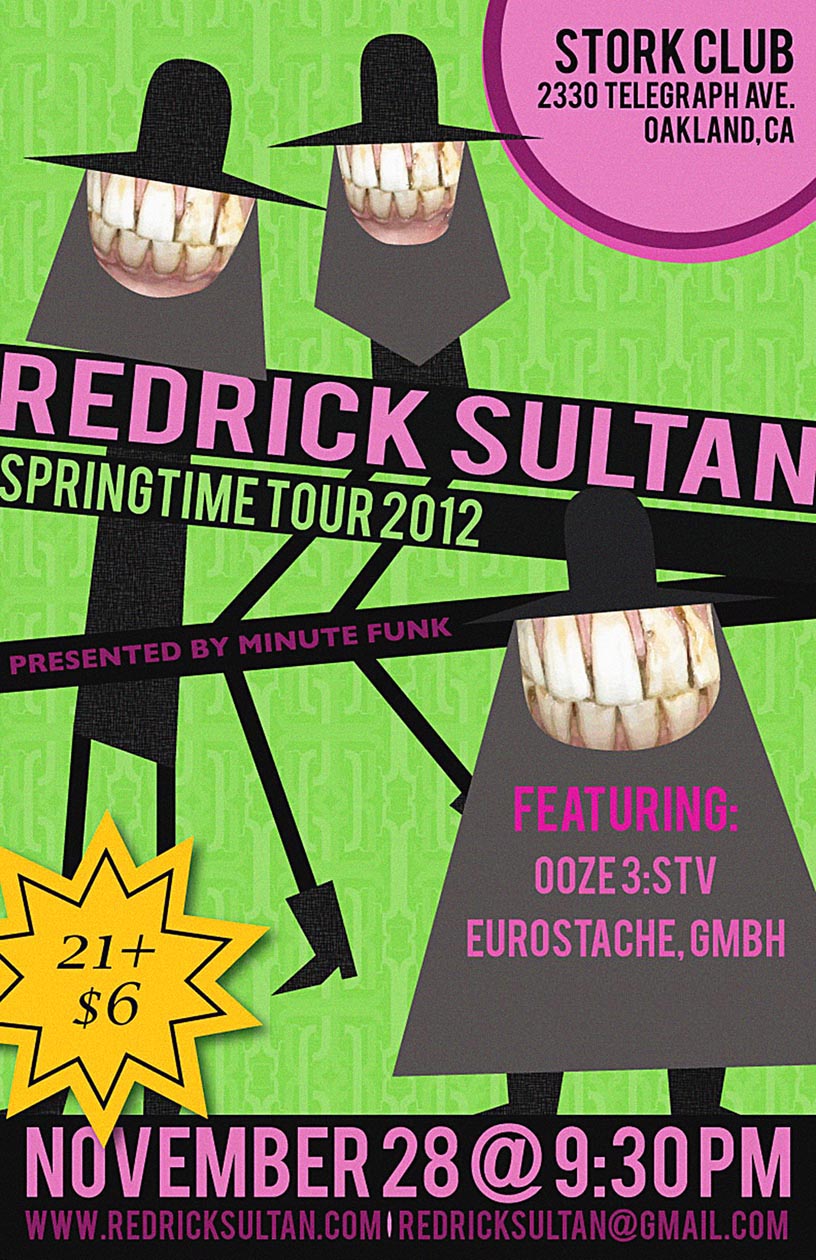 STORK CLUB
2330 TELEGRAPH AVE.
OAKLAND, CA
REDRICK SULTAN
SPRINGTIME TOUR 2012
PRESENTED BY MINUTE FUNK
FEATURING:
OOZE 3:STV
EUROSTACHE, GMBH
21+
$6
NOVEMBER 28 @ 9:30 PM
WWW.REDRICKSULTAN.COM | REDRICKSULTAN@GMAIL.COM